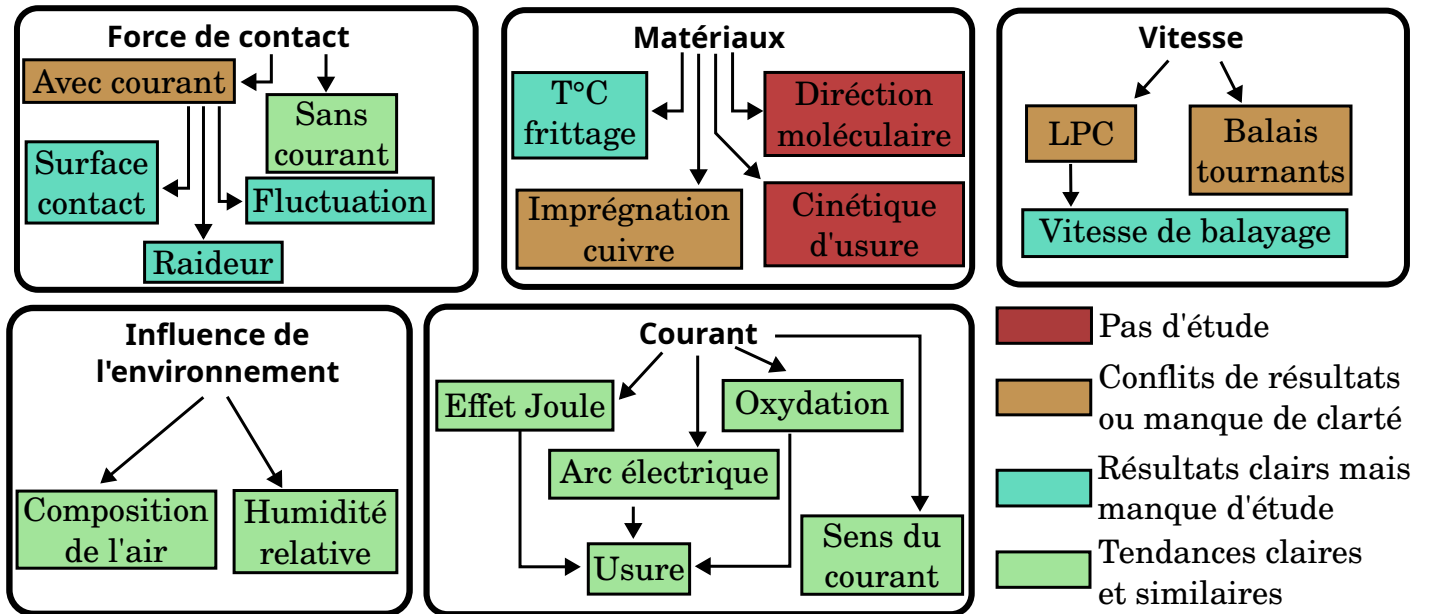 Force de contact
Avec courant
Sans
courant
Surface
contact
Fluctuation
Raideur
Matériaux
T°C
frittage
Diréction
moléculaire
Imprégnation
cuivre
Cinétique
d'usure
Vitesse
LPC
Balais
tournants
Vitesse de balayage
Influence de
l'environnement
Composition
de l'air
Humidité
relative
Courant
Effet Joule
Oxydation
Arc électrique
Usure
Sens du
courant
Pas d'étude
Conflits de résultats
ou manque de clarté
Résultats clairs mais
manque d'étude
Tendances claires
et similaires